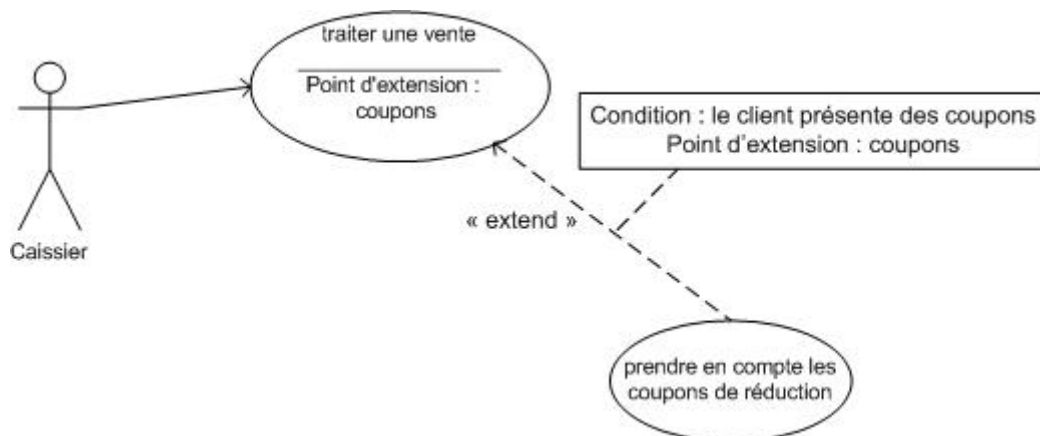 traiter une vente
Point d'extension :
coupons
Condition : le client présente des coupons
Point d'extension : coupons
« extend »
Caissier
prendre en compte les
coupons de réduction